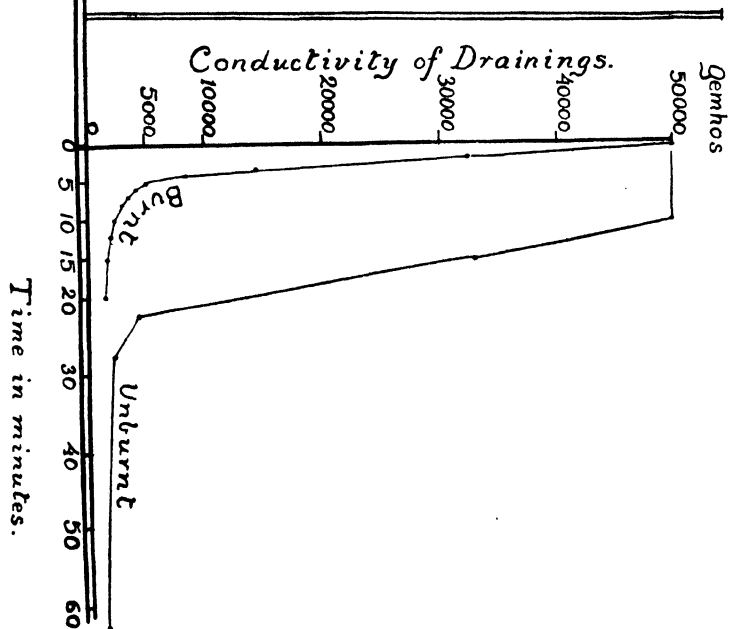 Conductivity of Drainings.
gemhos
0 5000 10000 20000 30000 40000 50000
0 5 10 15 20 30 40 50 60
Burnt
Unburnt
Time in minutes.